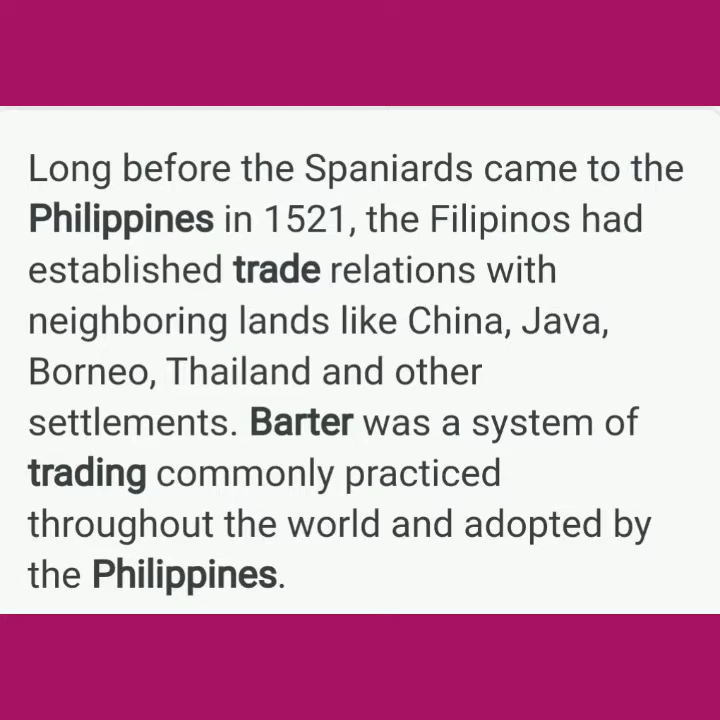 Long before the Spaniards came to the
Philippines in 1521, the Filipinos had
established trade relations with
neighboring lands like China, Java,
Borneo, Thailand and other
settlements. Barter was a system of
trading commonly practiced
throughout the world and adopted by
the Philippines.